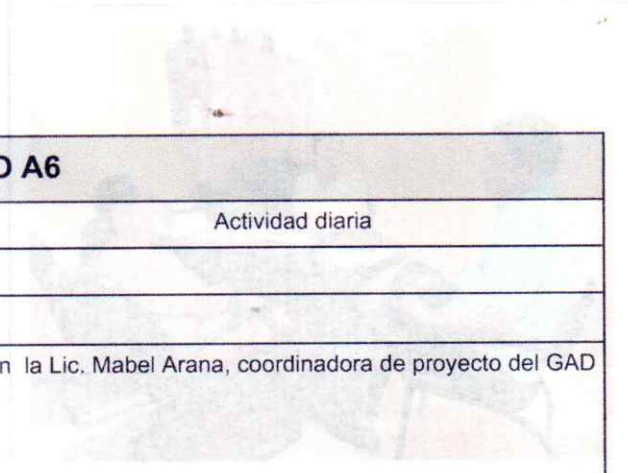 O A6
Actividad diaria
n la Lic. Mabel Arana, coordinadora de proyecto del GAD